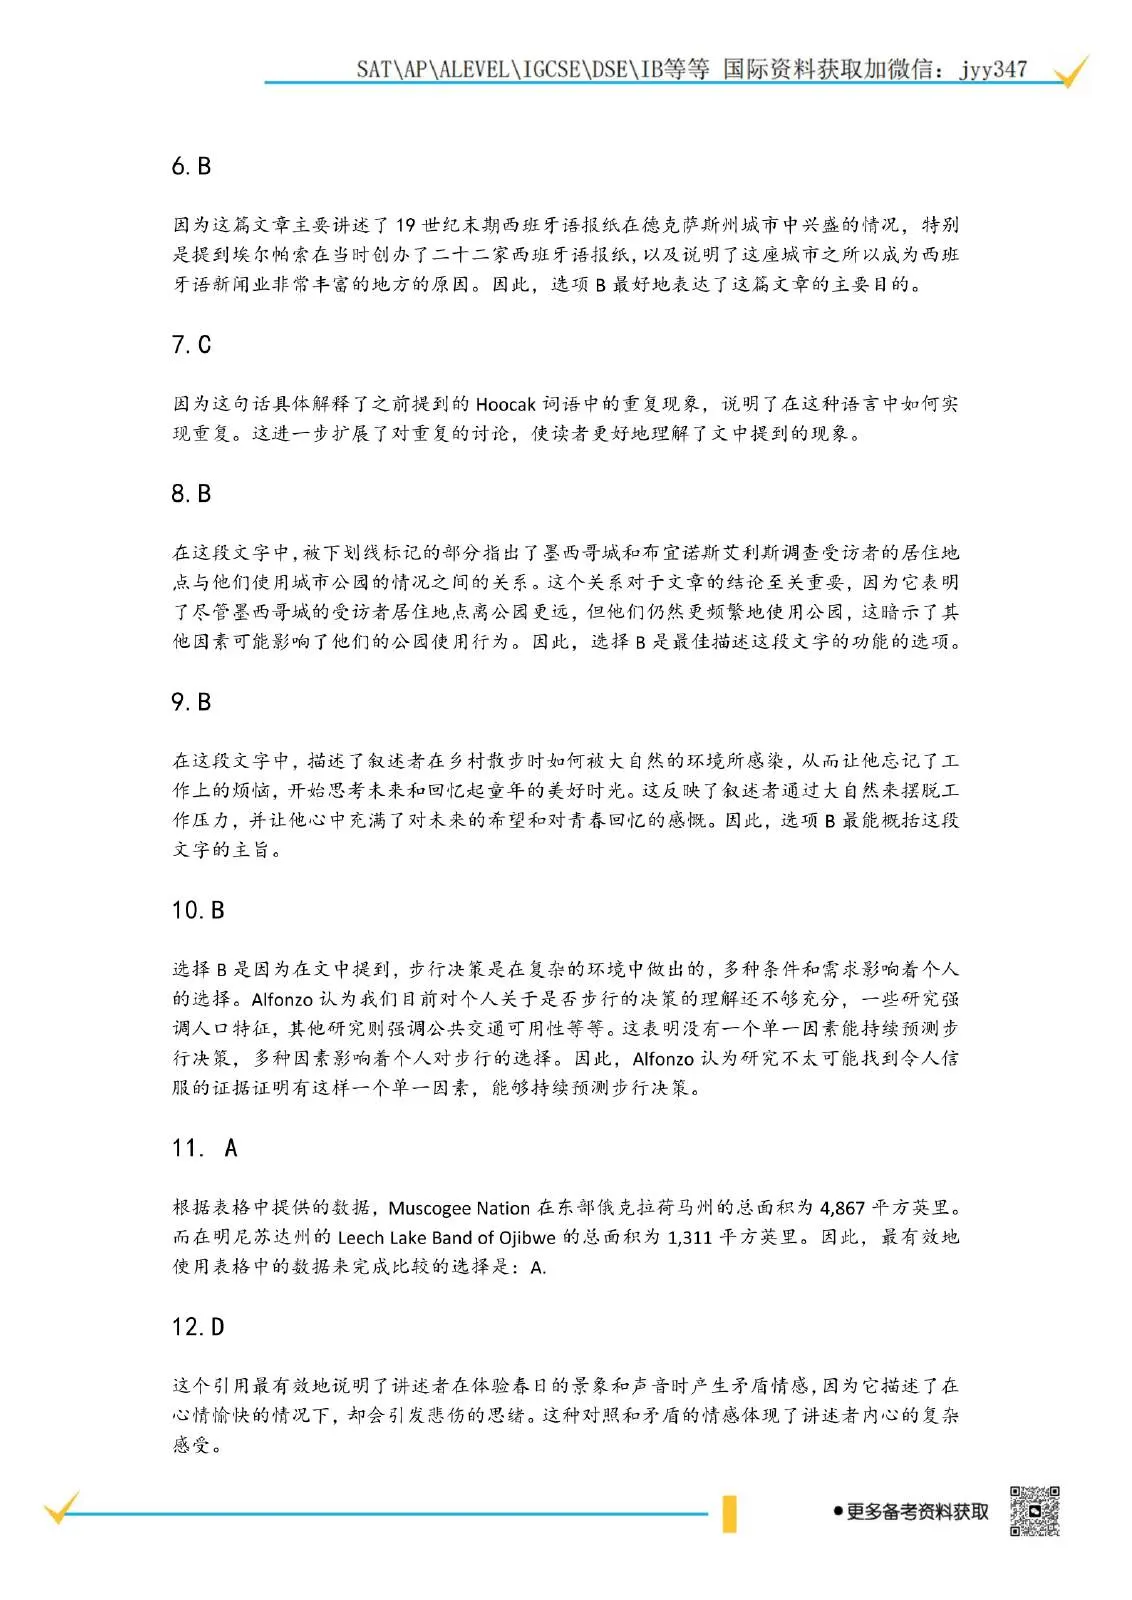 SAT\AP\ALEVEL\IGCSE\DSE\IB等等 国际资料获取加微信：jyy347
6. B
因为这篇文章主要讲述了 19 世纪末期西班牙语报纸在德克萨斯州城市中兴盛的情况，特别
是提到埃尔帕索在当时创办了二十二家西班牙语报纸，以及说明了这座城市之所以成为西班
牙语新闻业非常丰富的地方的原因。因此，选项 B 最好地表达了这篇文章的主要目的。
7. C
因为这句话具体解释了之前提到的 Hoocak 词语中的重复现象，说明了在这种语言中如何实
现重复。这进一步扩展了对重复的讨论，使读者更好地理解了文中提到的现象。
8. B
在这段文字中，被下划线标记的部分指出了墨西哥城和布宜诺斯艾利斯调查受访者的居住地
点与他们使用城市公园的情况之间的关系。这个关系对于文章的结论至关重要，因为它表明
了尽管墨西哥城的受访者居住地点离公园更远，但他们仍然更频繁地使用公园，这暗示了其
他因素可能影响了他们的公园使用行为。因此，选择 B 是最佳描述这段文字的功能的选项。
9. B
在这段文字中，描述了叙述者在乡村散步时如何被大自然的环境所感染，从而让他忘记了工
作上的烦恼，开始思考未来和回忆起童年的美好时光。这反映了叙述者通过大自然来摆脱工
作压力，并让他心中充满了对未来的希望和对青春回忆的感慨。因此，选项 B 最能概括这段
文字的主旨。
10. B
选择 B 是因为在文中提到，步行决策是在复杂的环境中做出的，多种条件和需求影响着个人
的选择。Alfonzo 认为我们目前对个人关于是否步行的决策的理解还不够充分，一些研究强
调人口特征，其他研究则强调公共交通可用性等等。这表明没有一个单一因素能持续预测步
行决策，多种因素影响着个人对步行的选择。因此，Alfonzo 认为研究不太可能找到令人信
服的证据证明有这样一个单一因素，能够持续预测步行决策。
11. A
根据表格中提供的数据，Muscogee Nation 在东部俄克拉荷马州的总面积为 4,867 平方英里。
而在明尼苏达州的 Leech Lake Band of Ojibwe 的总面积为 1,311 平方英里。因此，最有效地
使用表格中的数据来完成比较的选择是：A.
12. D
这个引用最有效地说明了讲述者在体验春日的景象和声音时产生矛盾情感，因为它描述了在
心情愉快的情况下，却会引发悲伤的思绪。这种对照和矛盾的情感体现了讲述者内心的复杂
感受。
●更多备考资料获取